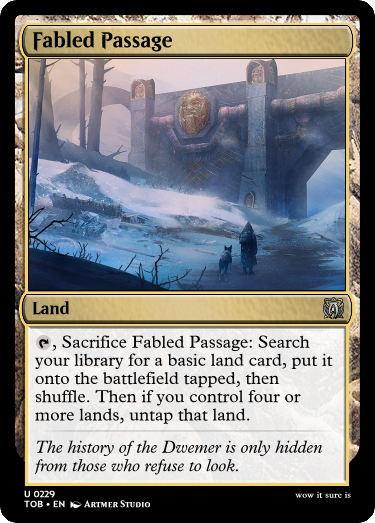 Fabled Passage
Land
, Sacrifice Fabled Passage: Search
your library for a basic land card, put it
onto the battlefield tapped, then
shuffle. Then if you control four or
more lands, untap that land.
The history of the Dwemer is only hidden
from those who refuse to look.
U 0229
TOB • EN Artmer Studio
wow it sure is